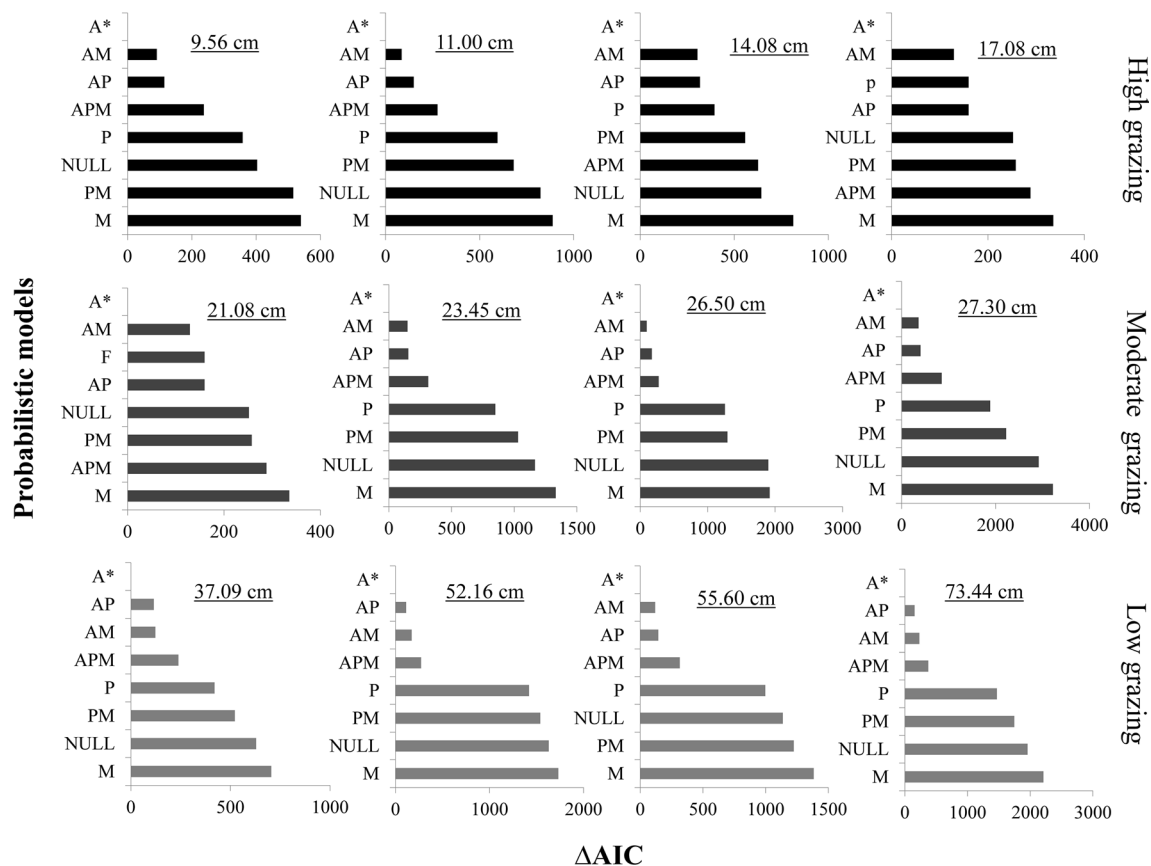 A*
AM
AP
APM
P
NULL
PM
M
9.56 cm
0 200 400 600
A*
AM
AP
APM
P
PM
NULL
M
11.00 cm
0 500 1000
A*
AM
AP
P
PM
APM
NULL
M
14.08 cm
0 500 1000
A*
AM
p
AP
NULL
PM
APM
M
17.08 cm
0 200 400
High grazing
Probabilistic models
A*
AM
F
AP
NULL
PM
APM
M
21.08 cm
0 200 400
A*
AM
AP
APM
P
PM
NULL
M
23.45 cm
0 500 1000 1500
A*
AM
AP
APM
P
PM
NULL
M
26.50 cm
0 1000 2000 3000
A*
AM
AP
APM
P
PM
NULL
M
27.30 cm
0 2000 4000
Moderate grazing
A*
AP
AM
APM
P
PM
NULL
M
37.09 cm
0 500 1000
A*
AP
AM
APM
P
PM
NULL
M
52.16 cm
0 1000 2000
A*
AM
AP
APM
P
NULL
PM
M
55.60 cm
0 500 1000 1500
A*
AP
AM
APM
P
PM
NULL
M
73.44 cm
0 1000 2000 3000
Low grazing
ΔAIC